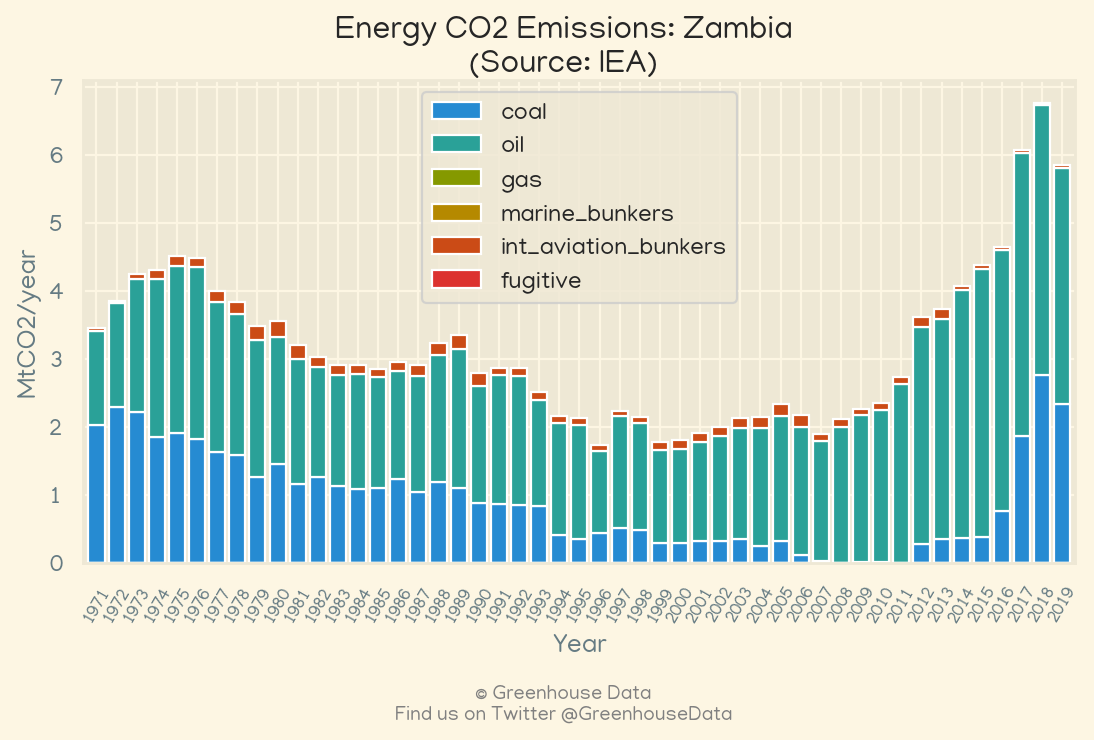 Energy CO2 Emissions: Zambia
(Source: IEA)
coal
oil
gas
marine_bunkers
int_aviation_bunkers
fugitive
MtCO2/year
7
6
5
4
3
2
1
0
1971 1972 1973 1974 1975 1976 1977 1978 1979 1980 1981 1982 1983 1984 1985 1986 1987 1988 1989 1990 1991 1992 1993 1994 1995 1996 1997 1998 1999 2000 2001 2002 2003 2004 2005 2006 2007 2008 2009 2010 2011 2012 2013 2014 2015 2016 2017 2018 2019
Year
© Greenhouse Data
Find us on Twitter @GreenhouseData